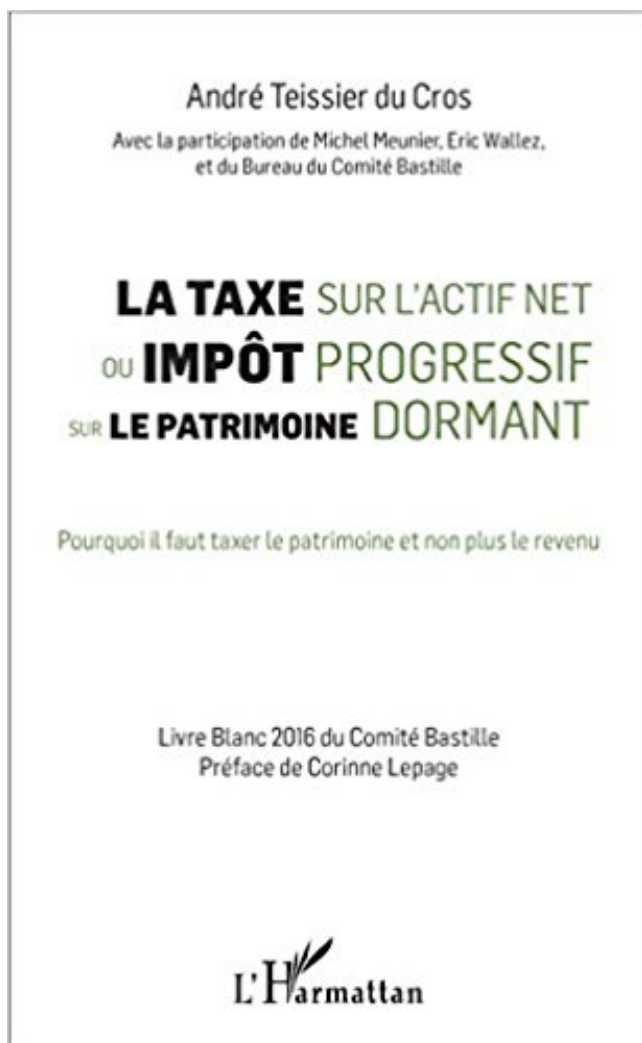 André Teissier du Cros
Avec la participation de Michel Meunier, Eric Wallez,
et du Bureau du Comité Bastille
LA TAXE SUR L'ACTIF NET
OU IMPÔT PROGRESSIF
SUR LE PATRIMOINE DORMANT
Pourquoi il faut taxer le patrimoine et non plus le revenu
Livre Blanc 2016 du Comité Bastille
Préface de Corinne Lepage
L'Harmattan